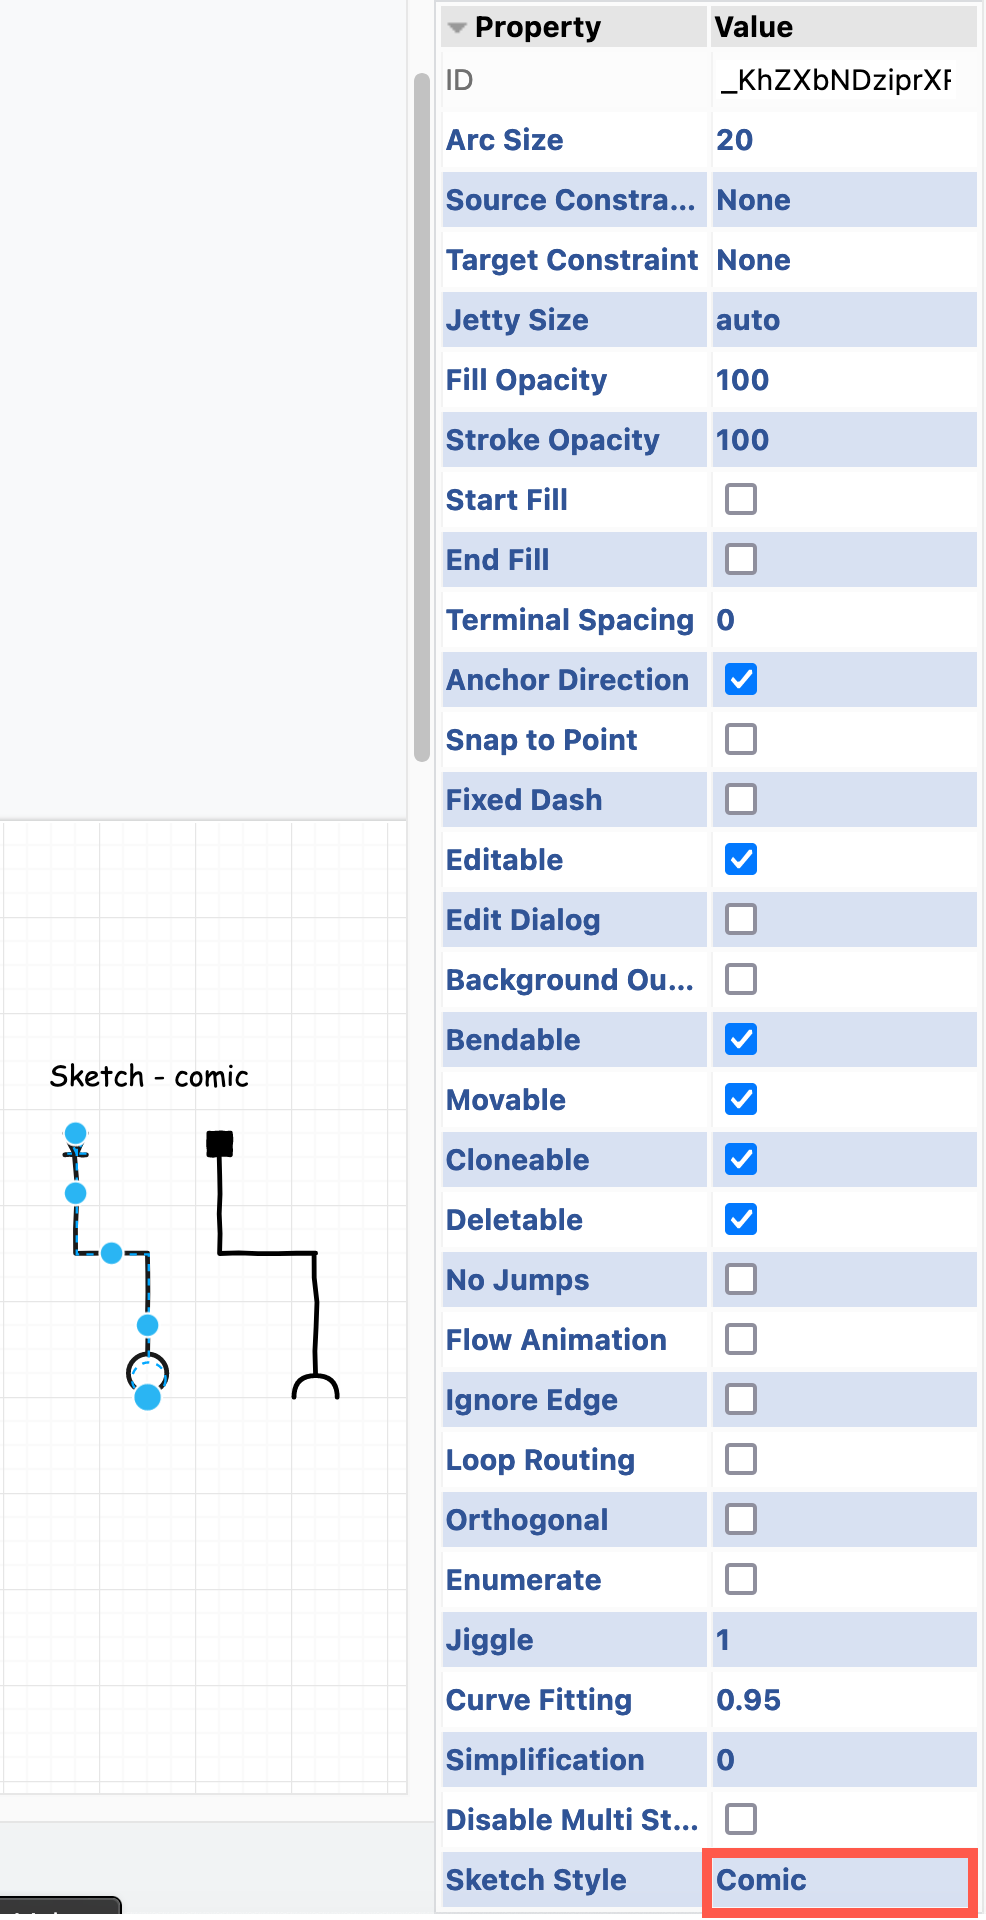 Property Value
ID _KhZXbNDziprXF
Arc Size 20
Source Constra... None
Target Constraint None
Jetty Size auto
Fill Opacity 100
Stroke Opacity 100
Start Fill
End Fill
Terminal Spacing 0
Anchor Direction
Snap to Point
Fixed Dash
Editable
Edit Dialog
Background Ou...
Bendable
Movable
Cloneable
Deletable
No Jumps
Flow Animation
Ignore Edge
Loop Routing
Orthogonal
Enumerate
Jiggle 1
Curve Fitting 0.95
Simplification 0
Disable Multi St...
Sketch Style Comic
Sketch - comic